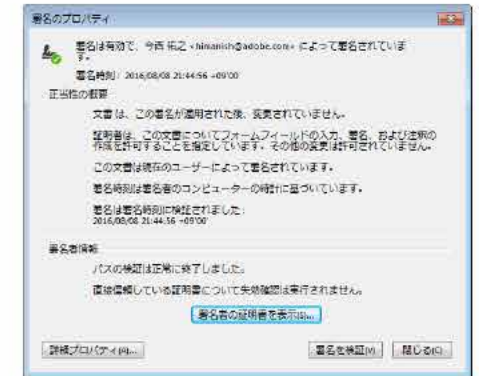 署名のプロパティ
署名は有効で、今西 祐之 <himanish@adobe.com> によって署名されていま
す。
署名時刻: 2016/08/08 21:44:56 +09'00'
正当性の概要
文書は、この署名が適用された後、変更されていません。
証明者は、この文書についてフォームフィールドの入力、署名、および注釈の
作成を許可することを指定しています。その他の変更は許可されていません。
この文書は現在のユーザーによって署名されています。
署名時刻は署名者のコンピューターの時計に基づいています。
署名は署名時刻に検証されました:
2016/08/08 21:44:56 +09'00'
署名者情報
パスの検証は正常に終了しました。
直接信頼している証明書について失効確認は実行されません。
署名者の証明書を表示(S)...
詳細プロパティ(A)...
署名を検証(V)
閉じる(C)